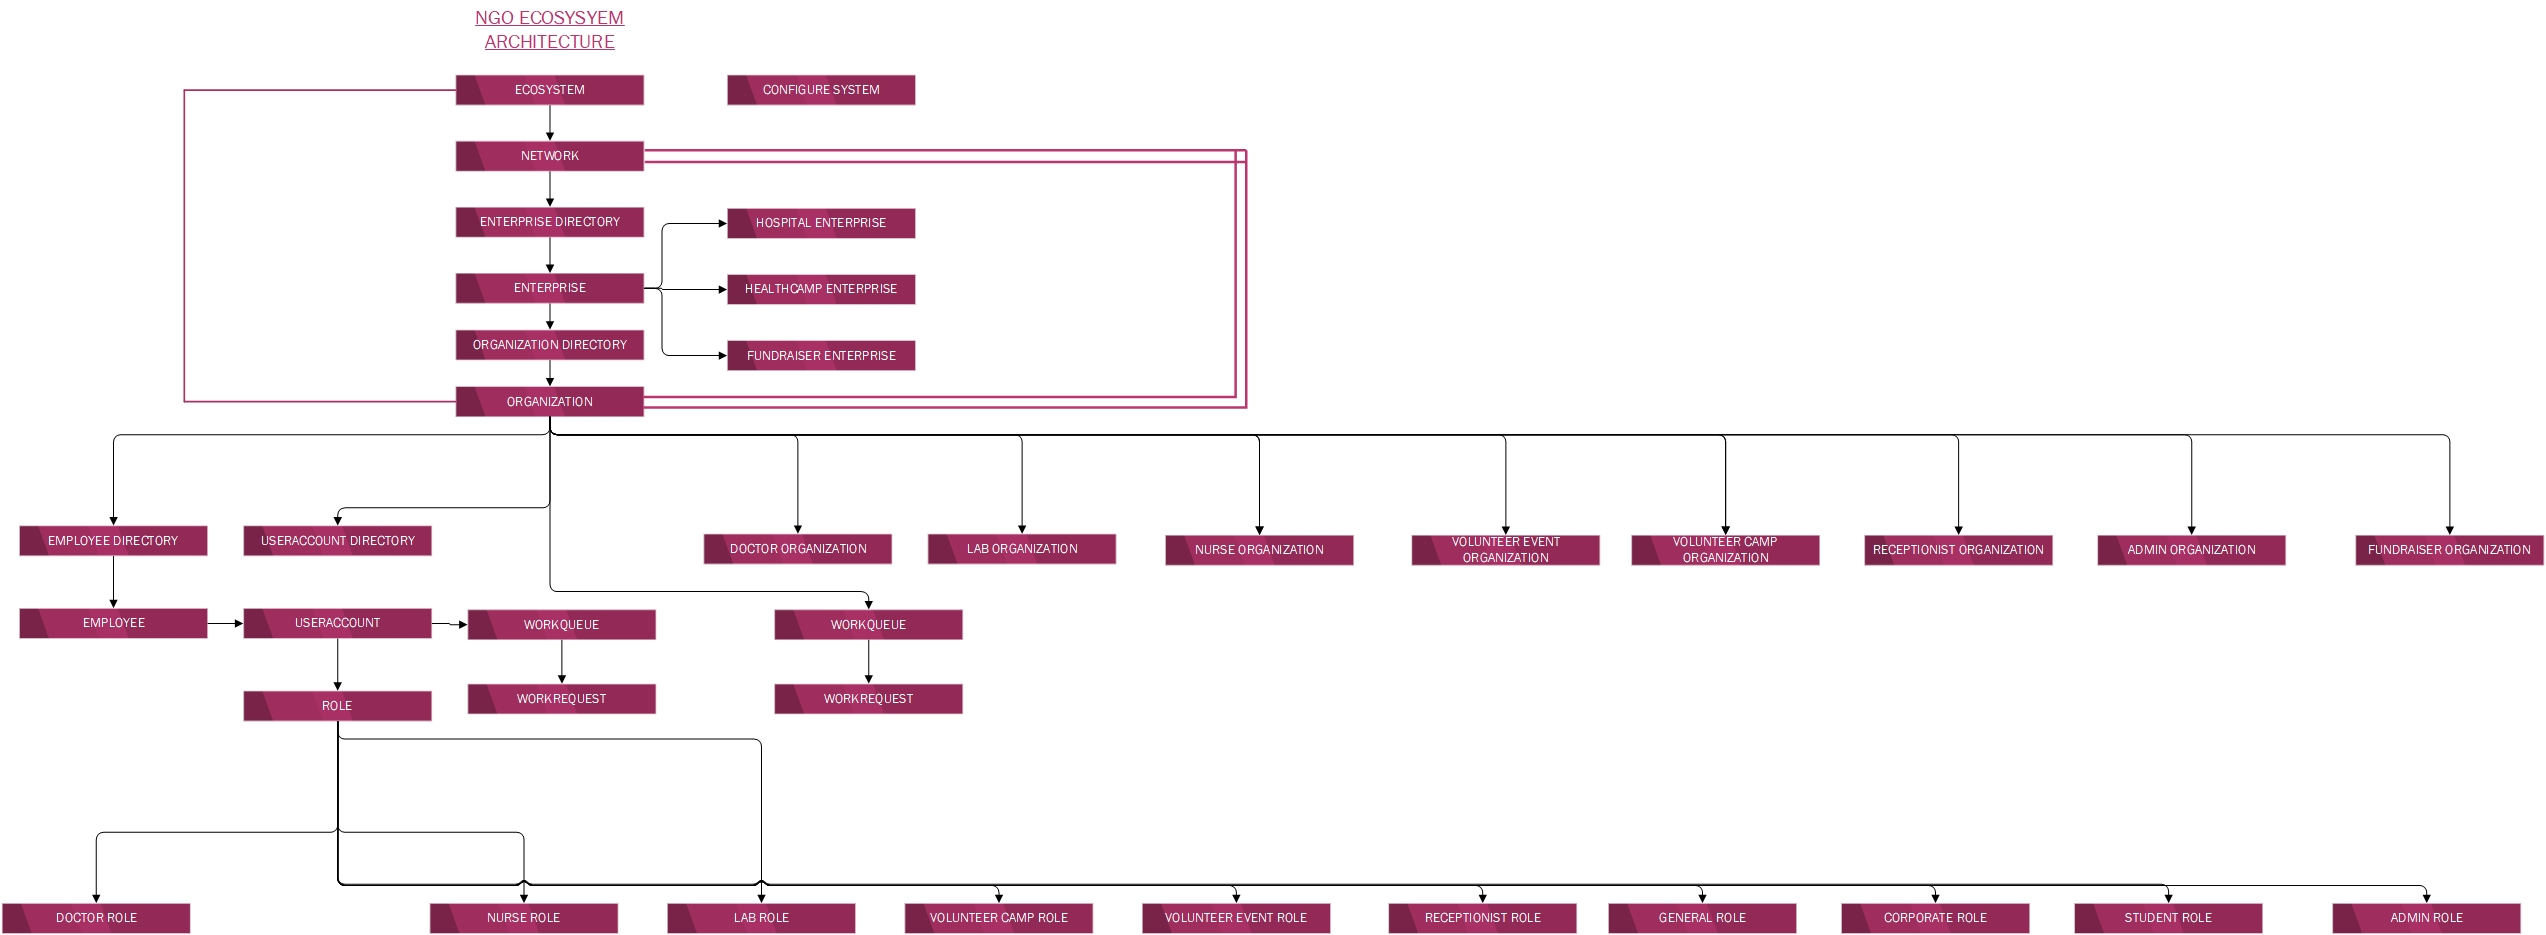 NGO ECOSYSYEM
ARCHITECTURE
ECOSYSTEM
CONFIGURE SYSTEM
NETWORK
ENTERPRISE DIRECTORY
HOSPITAL ENTERPRISE
ENTERPRISE
HEALTHCAMP ENTERPRISE
ORGANIZATION DIRECTORY
FUNDRAISER ENTERPRISE
ORGANIZATION
EMPLOYEE DIRECTORY
USERACCOUNT DIRECTORY
DOCTOR ORGANIZATION
LAB ORGANIZATION
NURSE ORGANIZATION
VOLUNTEER EVENT
ORGANIZATION
VOLUNTEER CAMP
ORGANIZATION
RECEPTIONIST ORGANIZATION
ADMIN ORGANIZATION
FUNDRAISER ORGANIZATION
EMPLOYEE
USERACCOUNT
WORKQUEUE
WORKQUEUE
ROLE
WORKREQUEST
WORKREQUEST
DOCTOR ROLE
NURSE ROLE
LAB ROLE
VOLUNTEER CAMP ROLE
VOLUNTEER EVENT ROLE
RECEPTIONIST ROLE
GENERAL ROLE
CORPORATE ROLE
STUDENT ROLE
ADMIN ROLE